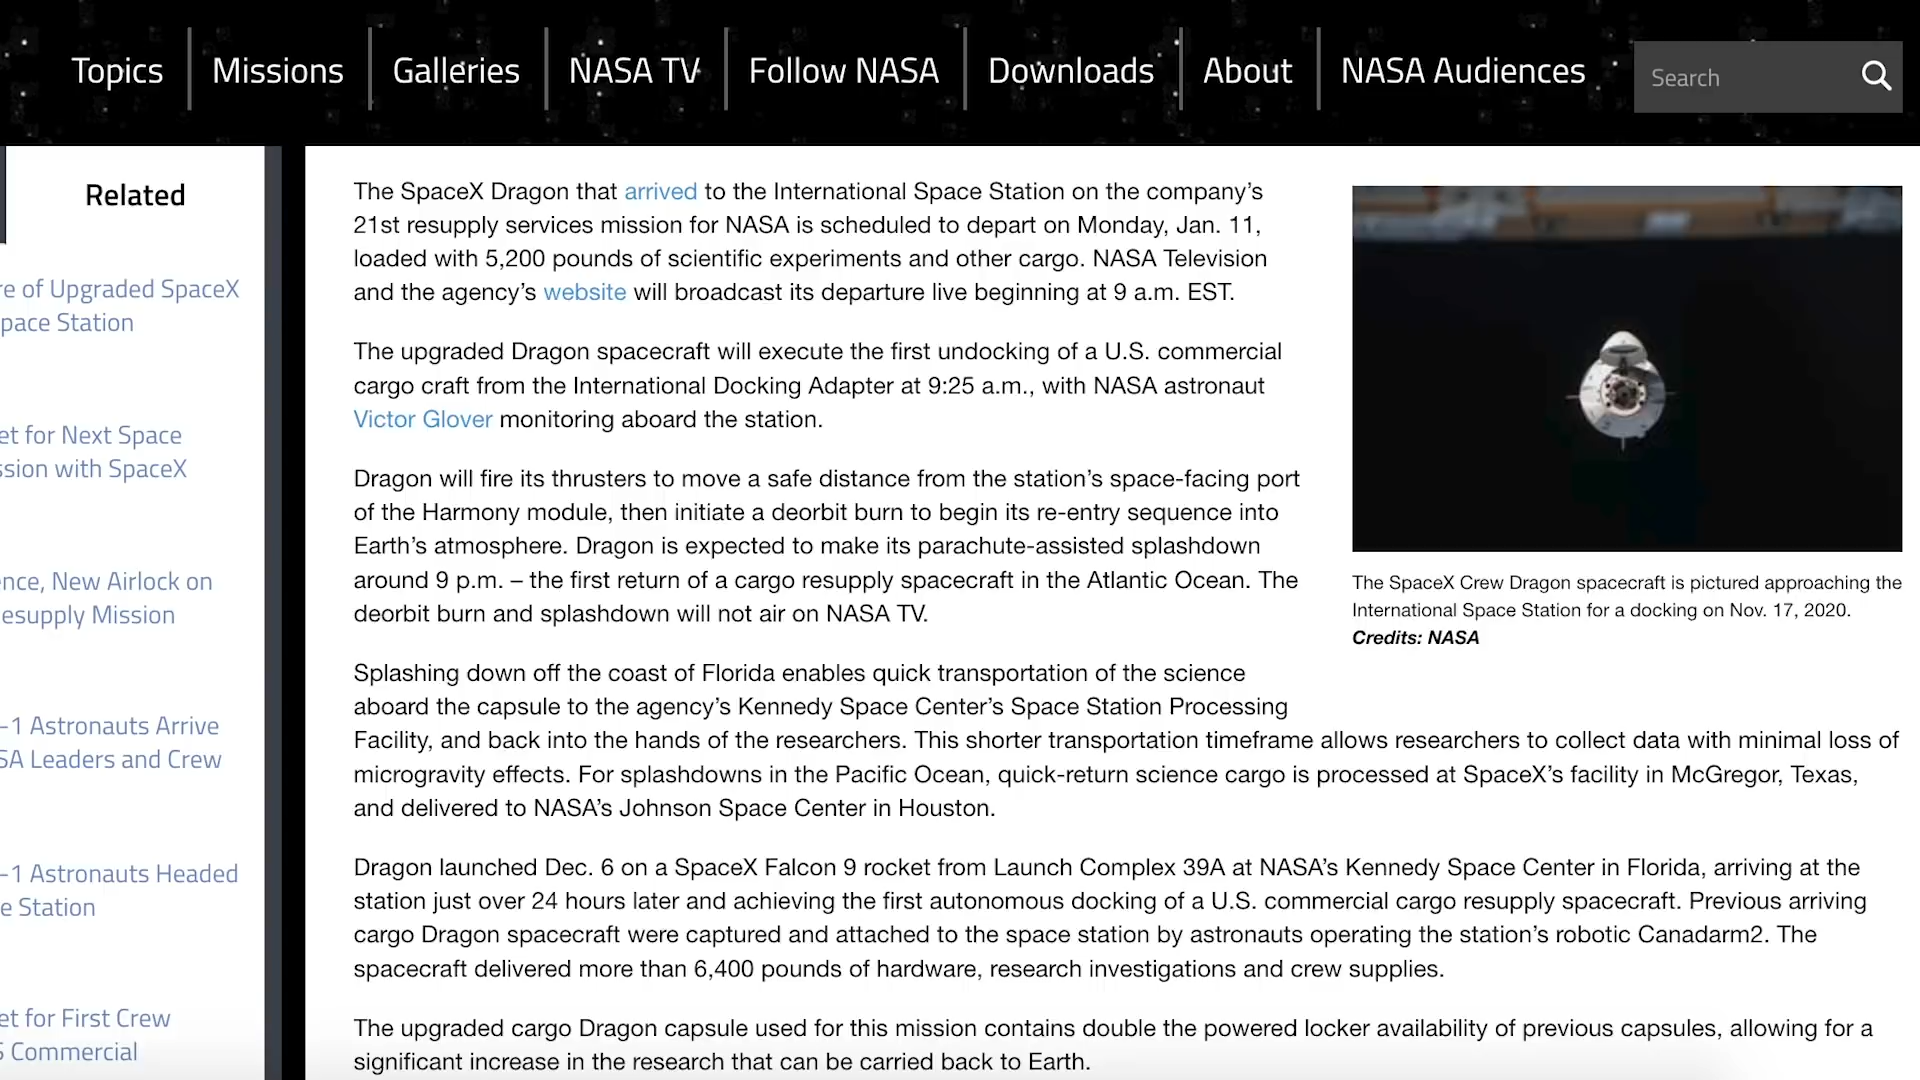 Topics
Missions
Galleries
NASA TV
Follow NASA
Downloads
About
NASA Audiences
Search
Related
re of Upgraded SpaceX
pace Station
et for Next Space
ssion with SpaceX
ence, New Airlock on
esupply Mission
-1 Astronauts Arrive
SA Leaders and Crew
-1 Astronauts Headed
e Station
et for First Crew
S Commercial
The SpaceX Dragon that arrived to the International Space Station on the company’s
21st resupply services mission for NASA is scheduled to depart on Monday, Jan. 11,
loaded with 5,200 pounds of scientific experiments and other cargo. NASA Television
and the agency’s website will broadcast its departure live beginning at 9 a.m. EST.
The upgraded Dragon spacecraft will execute the first undocking of a U.S. commercial
cargo craft from the International Docking Adapter at 9:25 a.m., with NASA astronaut
Victor Glover monitoring aboard the station.
Dragon will fire its thrusters to move a safe distance from the station’s space-facing port
of the Harmony module, then initiate a deorbit burn to begin its re-entry sequence into
Earth’s atmosphere. Dragon is expected to make its parachute-assisted splashdown
around 9 p.m. – the first return of a cargo resupply spacecraft in the Atlantic Ocean. The
deorbit burn and splashdown will not air on NASA TV.
The SpaceX Crew Dragon spacecraft is pictured approaching the
International Space Station for a docking on Nov. 17, 2020.
Credits: NASA
Splashing down off the coast of Florida enables quick transportation of the science
aboard the capsule to the agency’s Kennedy Space Center’s Space Station Processing
Facility, and back into the hands of the researchers. This shorter transportation timeframe allows researchers to collect data with minimal loss of
microgravity effects. For splashdowns in the Pacific Ocean, quick-return science cargo is processed at SpaceX’s facility in McGregor, Texas,
and delivered to NASA’s Johnson Space Center in Houston.
Dragon launched Dec. 6 on a SpaceX Falcon 9 rocket from Launch Complex 39A at NASA’s Kennedy Space Center in Florida, arriving at the
station just over 24 hours later and achieving the first autonomous docking of a U.S. commercial cargo resupply spacecraft. Previous arriving
cargo Dragon spacecraft were captured and attached to the space station by astronauts operating the station’s robotic Canadarm2. The
spacecraft delivered more than 6,400 pounds of hardware, research investigations and crew supplies.
The upgraded cargo Dragon capsule used for this mission contains double the powered locker availability of previous capsules, allowing for a
significant increase in the research that can be carried back to Earth.